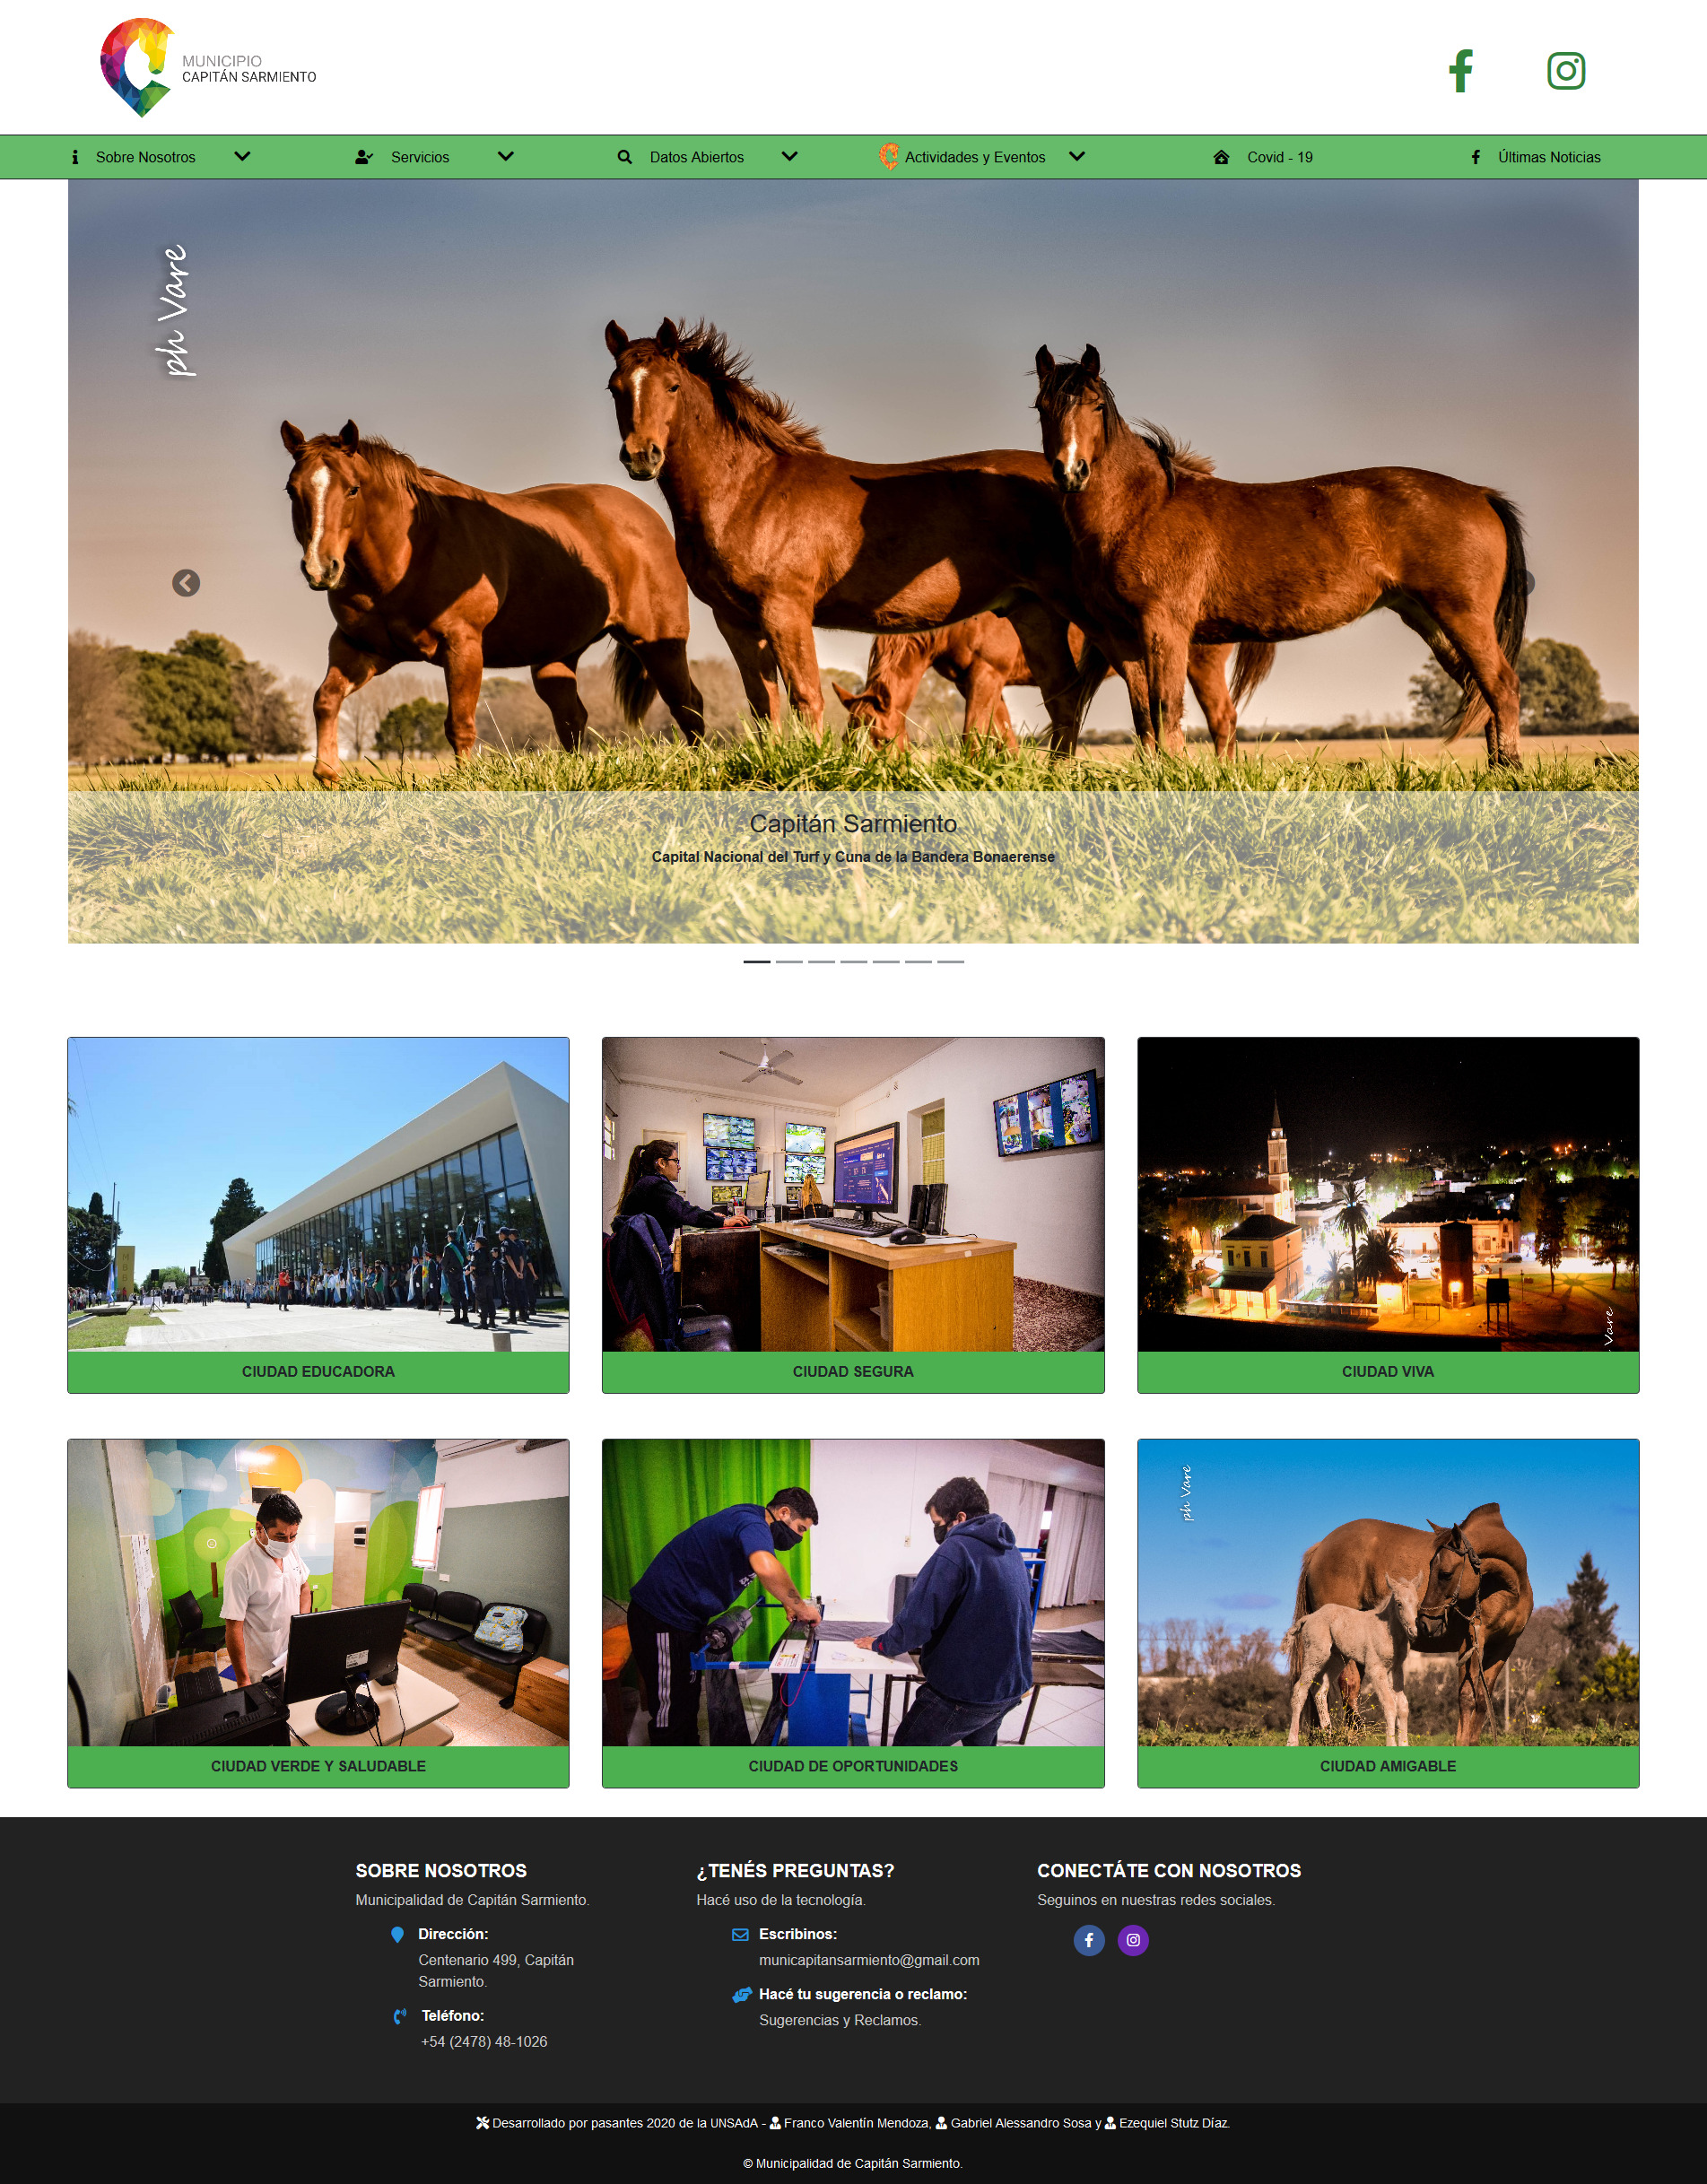 MUNICIPIO
CAPITÁN SARMIENTO
Sobre Nosotros
Servicios
Datos Abiertos
Actividades y Eventos
Covid - 19
Últimas Noticias
ph Vare
Capitán Sarmiento
Capital Nacional del Turf y Cuna de la Bandera Bonaerense
Vare
CIUDAD EDUCADORA
CIUDAD SEGURA
CIUDAD VIVA
ph Vare
CIUDAD VERDE Y SALUDABLE
CIUDAD DE OPORTUNIDADES
CIUDAD AMIGABLE
SOBRE NOSOTROS
Municipalidad de Capitán Sarmiento.
Dirección:
Centenario 499, Capitán
Sarmiento.
Teléfono:
+54 (2478) 48-1026
¿TENÉS PREGUNTAS?
Hacé uso de la tecnología.
Escribinos:
municapitansarmiento@gmail.com
Hacé tu sugerencia o reclamo:
Sugerencias y Reclamos.
CONECTÁTE CON NOSOTROS
Seguinos en nuestras redes sociales.
Desarrollado por pasantes 2020 de la UNSAdA - Franco Valentín Mendoza, Gabriel Alessandro Sosa y Ezequiel Stutz Díaz.
© Municipalidad de Capitán Sarmiento.